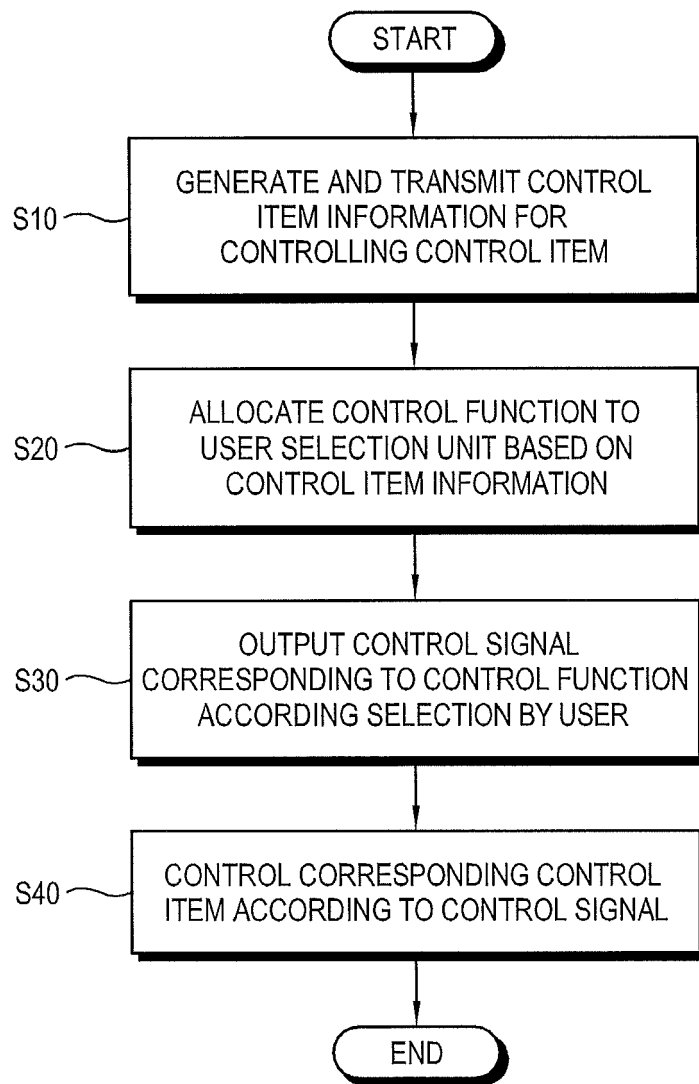 START
S10
GENERATE AND TRANSMIT CONTROL
ITEM INFORMATION FOR
CONTROLLING CONTROL ITEM
S20
ALLOCATE CONTROL FUNCTION TO
USER SELECTION UNIT BASED ON
CONTROL ITEM INFORMATION
S30
OUTPUT CONTROL SIGNAL
CORRESPONDING TO CONTROL FUNCTION
ACCORDING SELECTION BY USER
S40
CONTROL CORRESPONDING CONTROL
ITEM ACCORDING TO CONTROL SIGNAL
END